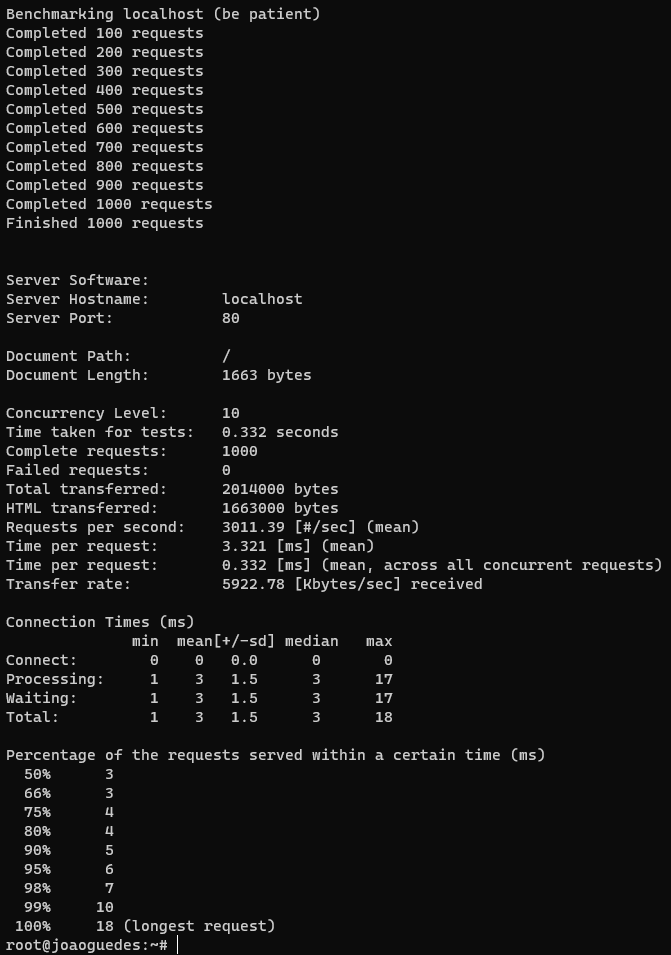 Benchmarking localhost (be patient)
Completed 100 requests
Completed 200 requests
Completed 300 requests
Completed 400 requests
Completed 500 requests
Completed 600 requests
Completed 700 requests
Completed 800 requests
Completed 900 requests
Completed 1000 requests
Finished 1000 requests
Server Software:
Server Hostname:        localhost
Server Port:            80
Document Path:          /
Document Length:        1663 bytes
Concurrency Level:      10
Time taken for tests:   0.332 seconds
Complete requests:      1000
Failed requests:        0
Total transferred:      2014000 bytes
HTML transferred:       1663000 bytes
Requests per second:    3011.39 [#/sec] (mean)
Time per request:       3.321 [ms] (mean)
Time per request:       0.332 [ms] (mean, across all concurrent requests)
Transfer rate:          5922.78 [Kbytes/sec] received
Connection Times (ms)
              min  mean[+/-sd] median   max
Connect:        0    0   0.0      0       0
Processing:     1    3   1.5      3      17
Waiting:        1    3   1.5      3      17
Total:          1    3   1.5      3      18
Percentage of the requests served within a certain time (ms)
  50%      3
  66%      3
  75%      4
  80%      4
  90%      5
  95%      6
  98%      7
  99%     10
 100%     18 (longest request)
root@joaoguedes:~#